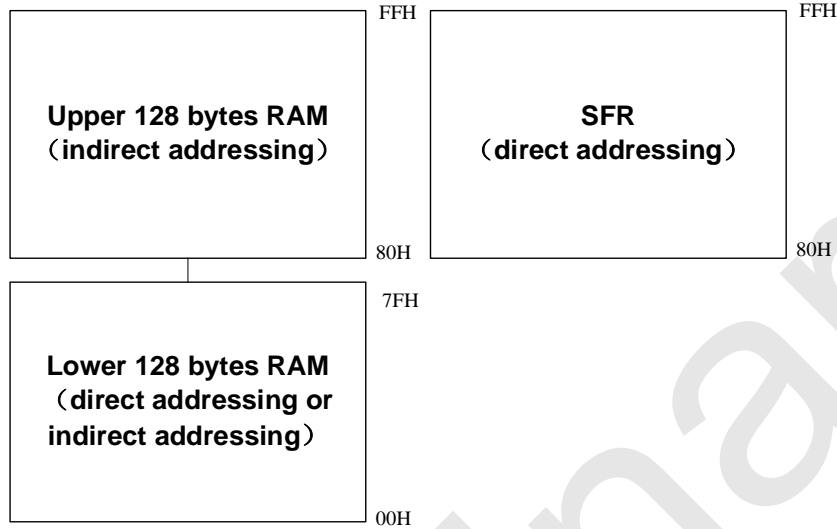 FFH
Upper 128 bytes RAM
（indirect addressing）
80H
FFH
SFR
（direct addressing）
80H
7FH
Lower 128 bytes RAM
（direct addressing or
indirect addressing）
00H